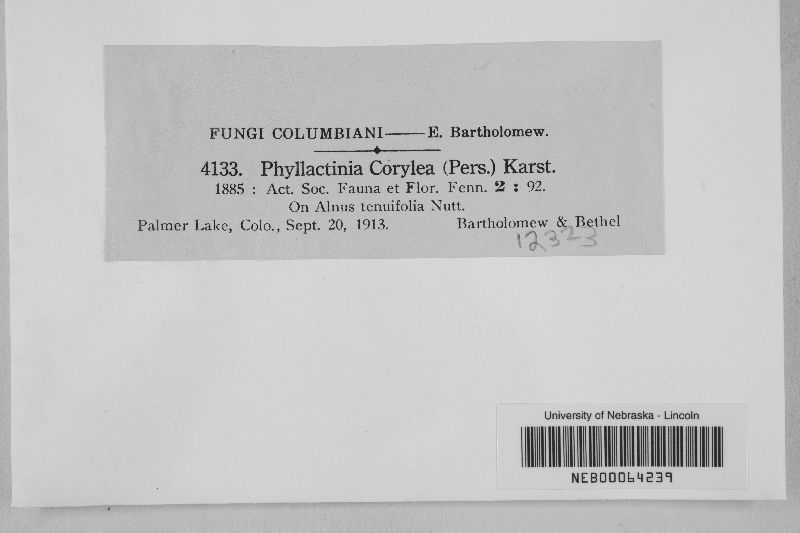 FUNGI COLUMBIANI——E. Bartholomew.
4133. Phyllactinia Corylea (Pers.) Karst.
1885 : Act. Soc. Fauna et Flor. Fenn. 2 : 92.
On Alnus tenuifolia Nutt.
Palmer Lake, Colo., Sept. 20, 1913. Bartholomew & Bethel
12323
University of Nebraska - Lincoln
NEB00064239